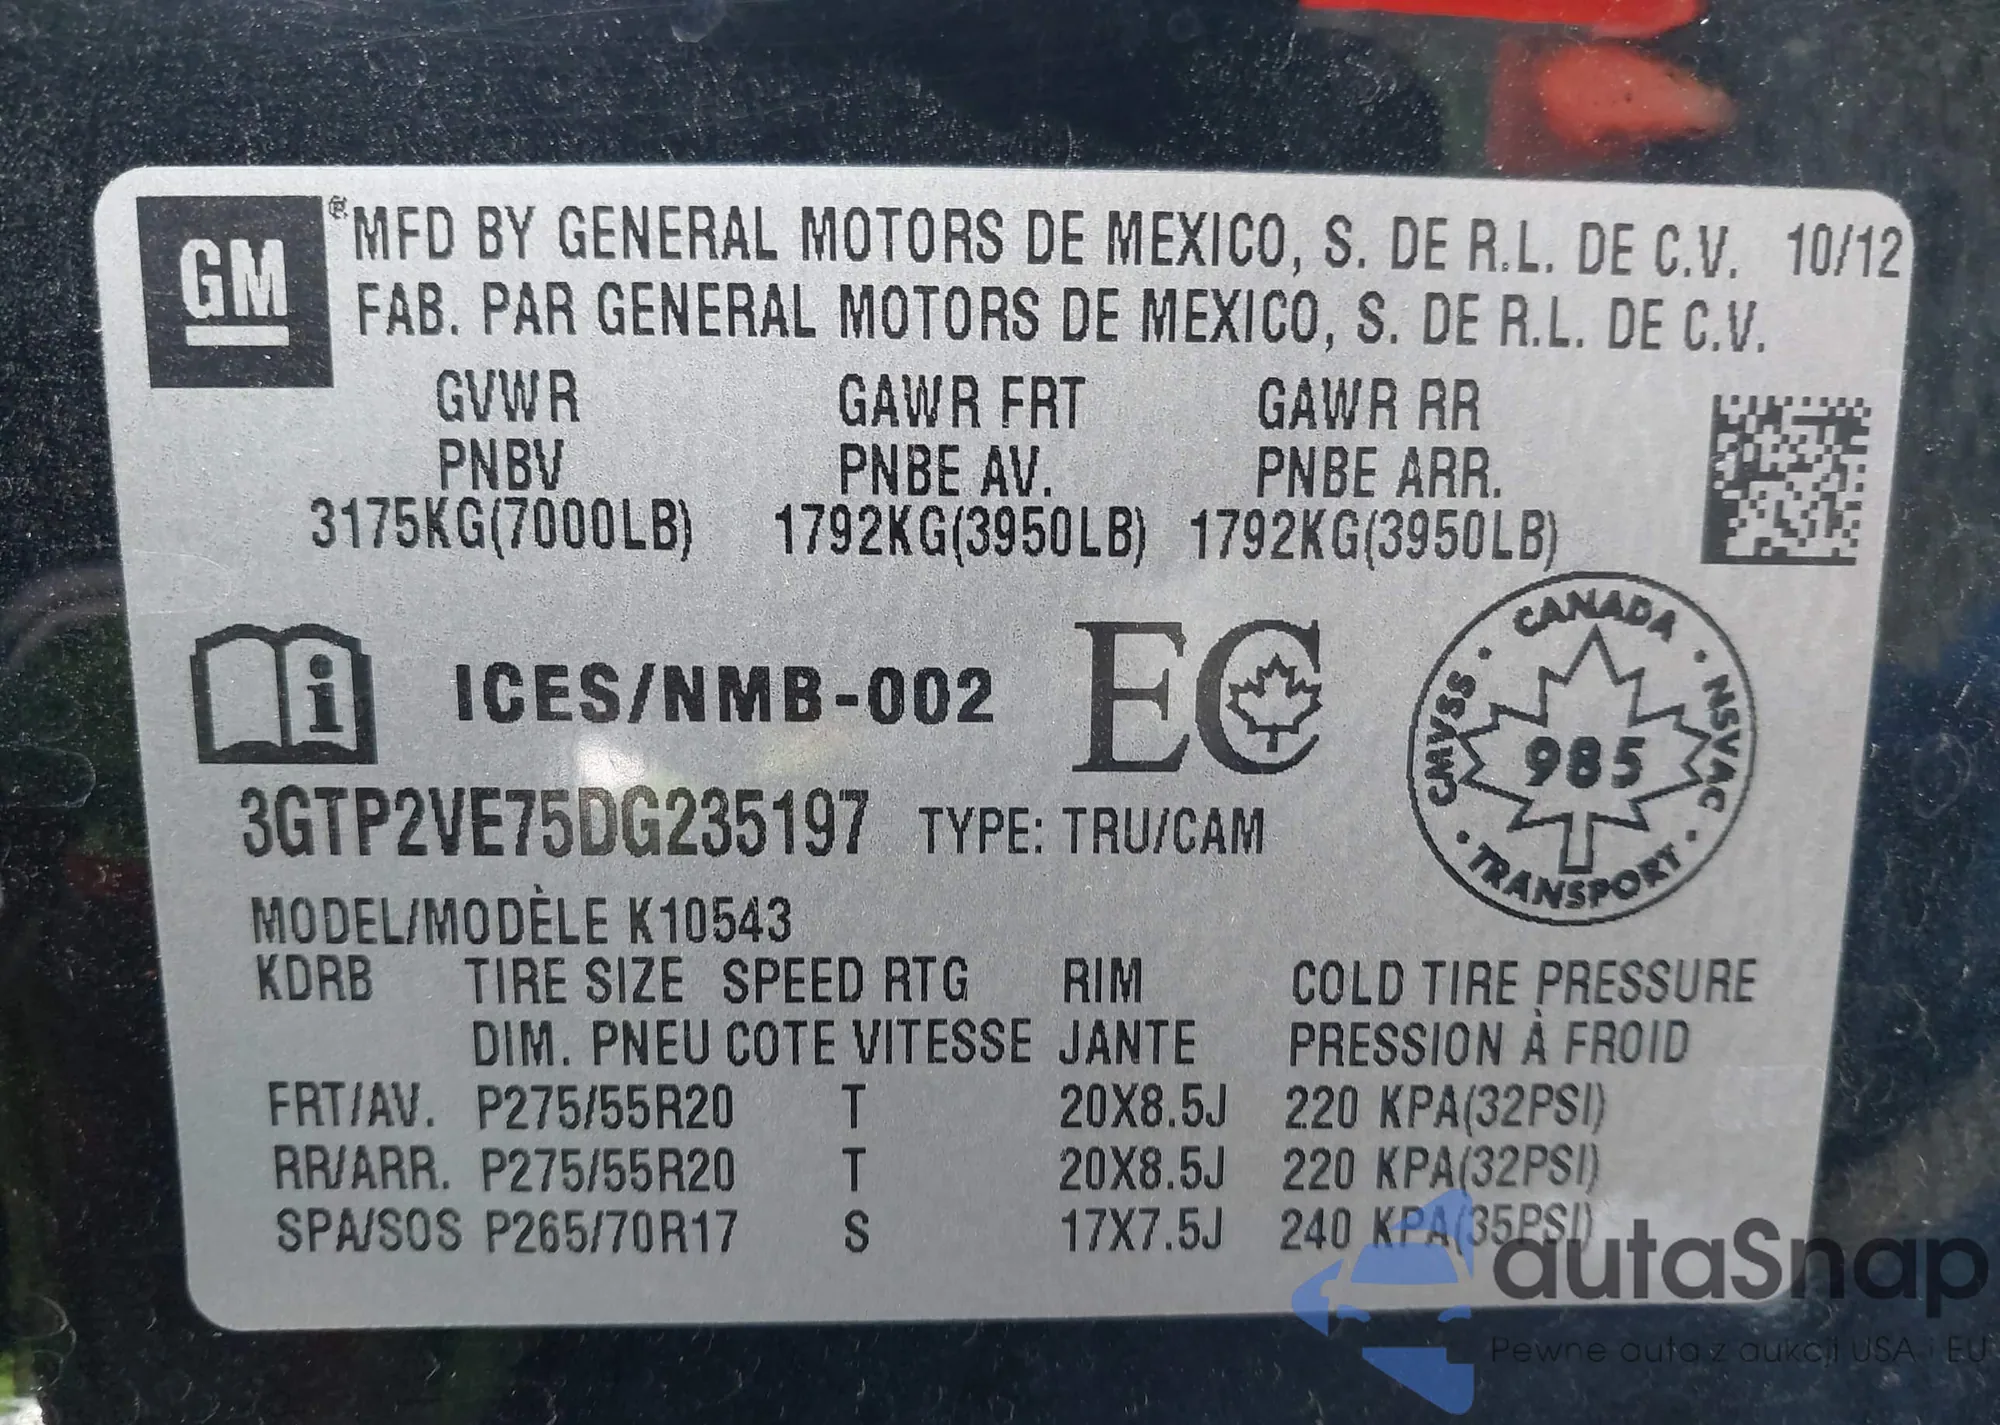 GM ® MFD BY GENERAL MOTORS DE MEXICO, S. DE R.L. DE C.V. 10/12
FAB. PAR GENERAL MOTORS DE MEXICO, S. DE R.L. DE C.V.
GVWR GAWR FRT GAWR RR
PNBV PNBE AV. PNBE ARR.
3175KG(7000LB) 1792KG(3950LB) 1792KG(3950LB)
i ICES/NMB-002 EC
CANADA
CMVSS • 985 • NSVAC
• TRANSPORT •
3GTP2VE75DG235197 TYPE: TRU/CAM
MODEL/MODÈLE K10543
KDRB TIRE SIZE SPEED RTG RIM COLD TIRE PRESSURE
DIM. PNEU COTE VITESSE JANTE PRESSION À FROID
FRT/AV. P275/55R20 T 20X8.5J 220 KPA(32PSI)
RR/ARR. P275/55R20 T 20X8.5J 220 KPA(32PSI)
SPA/SOS P265/70R17 S 17X7.5J 240 KPA(35PSI)
autaSnap
Pewne auta z aukcji USA i EU